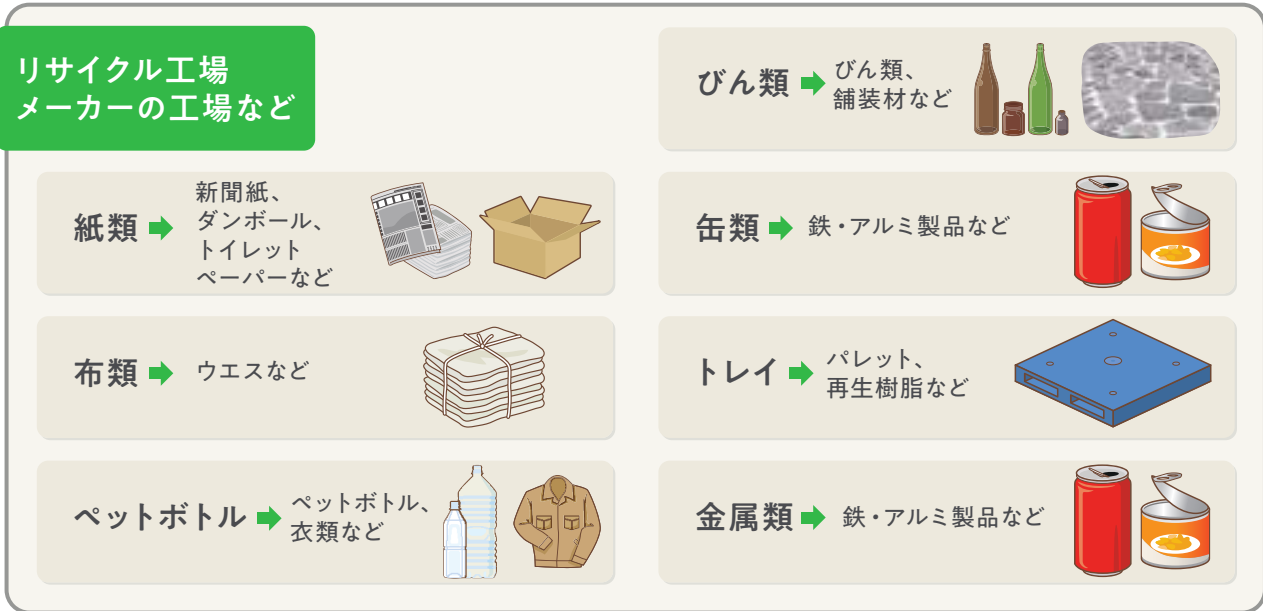 リサイクル工場
メーカーの工場など
紙類
新聞紙、
ダンボール、
トイレット
ペーパーなど
布類
ウエスなど
ペットボトル
ペットボトル、
衣類など
びん類
びん類、
舗装材など
缶類
鉄・アルミ製品など
トレイ
パレット、
再生樹脂など
金属類
鉄・アルミ製品など